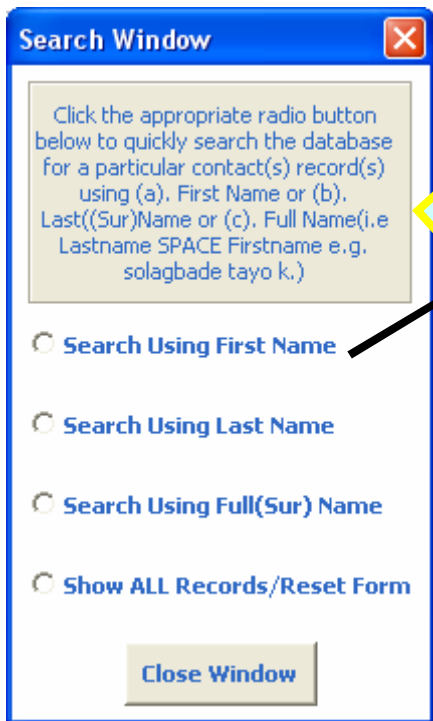 Search Window
Click the appropriate radio button
below to quickly search the database
for a particular contact(s) record(s)
using (a). First Name or (b).
Last((Sur)Name or (c). Full Name(i.e
Lastname SPACE Firstname e.g.
solagbade tayo k.)
Search Using First Name
Search Using Last Name
Search Using Full(Sur) Name
Show ALL Records/Reset Form
Close Window